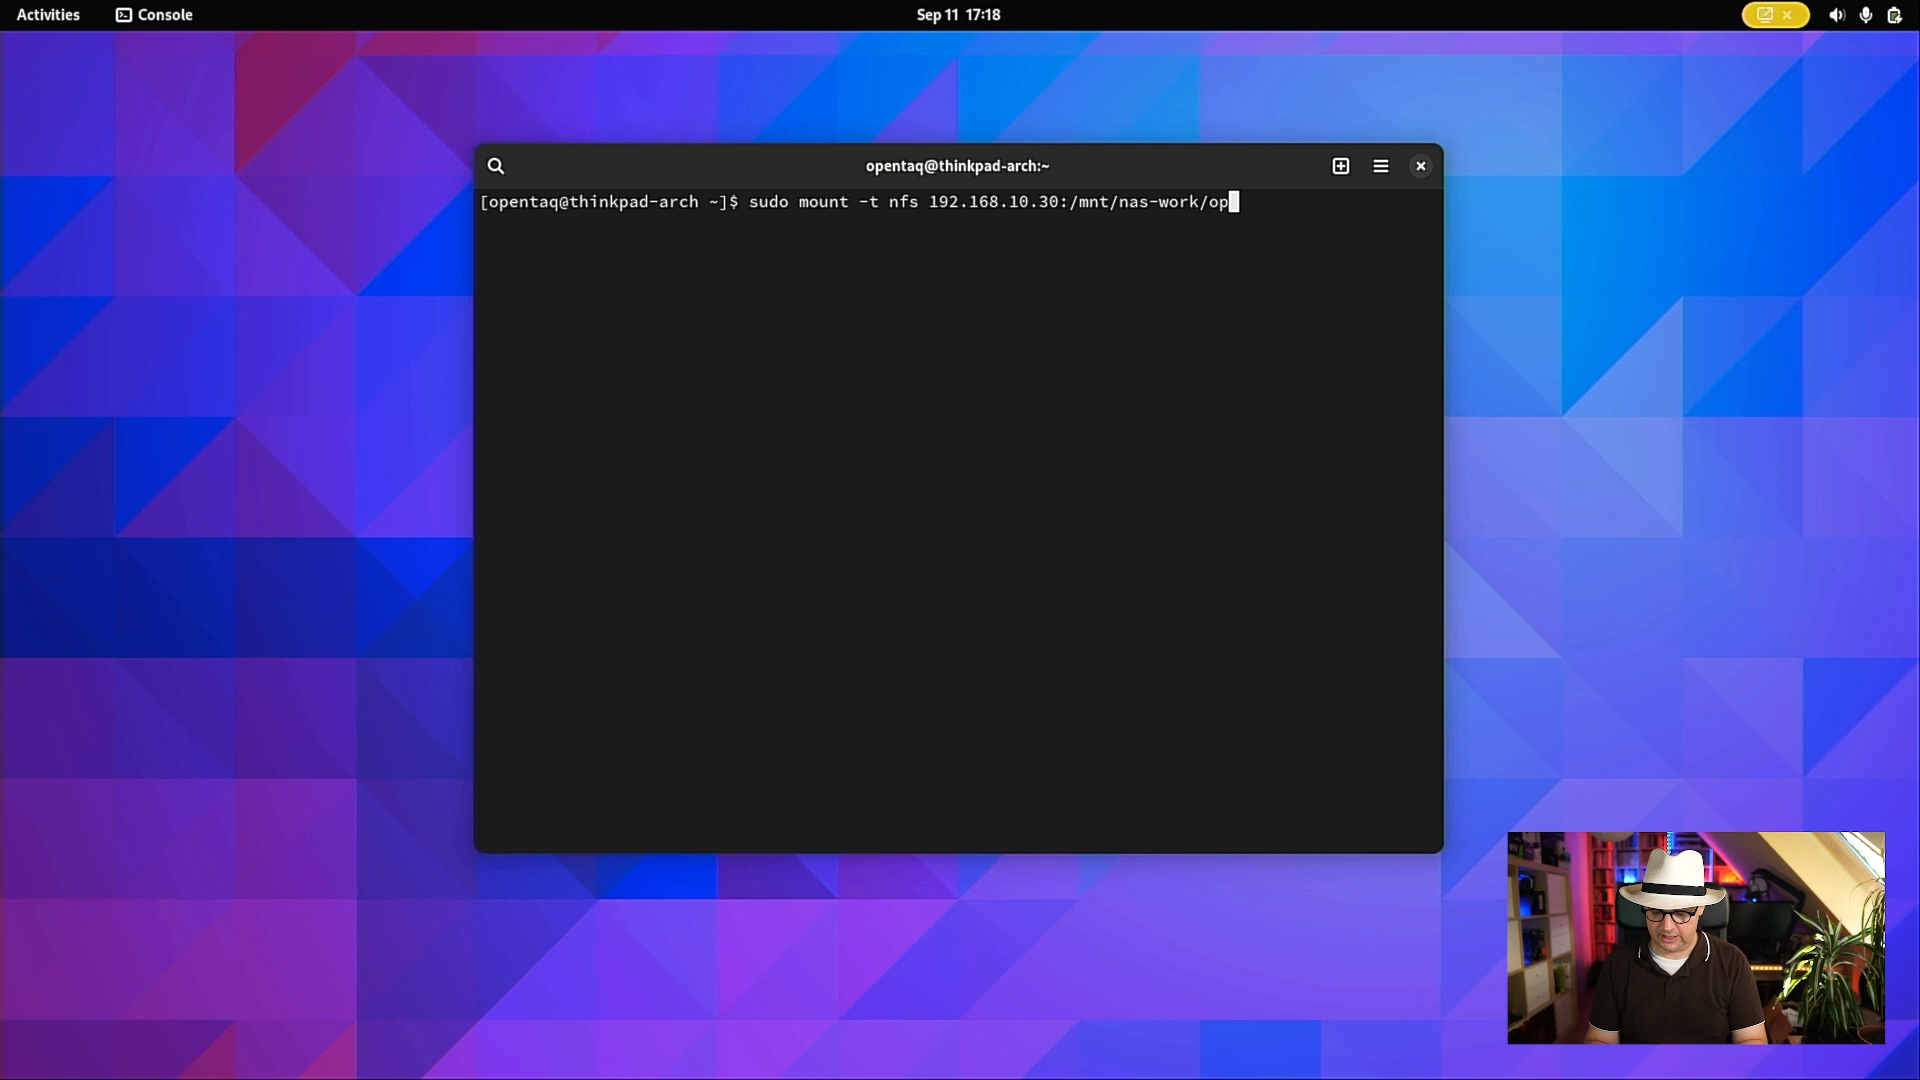 Activities Console Sep 11 17:18
opentaq@thinkpad-arch:~
[opentaq@thinkpad-arch ~]$ sudo mount -t nfs 192.168.10.30:/mnt/nas-work/op